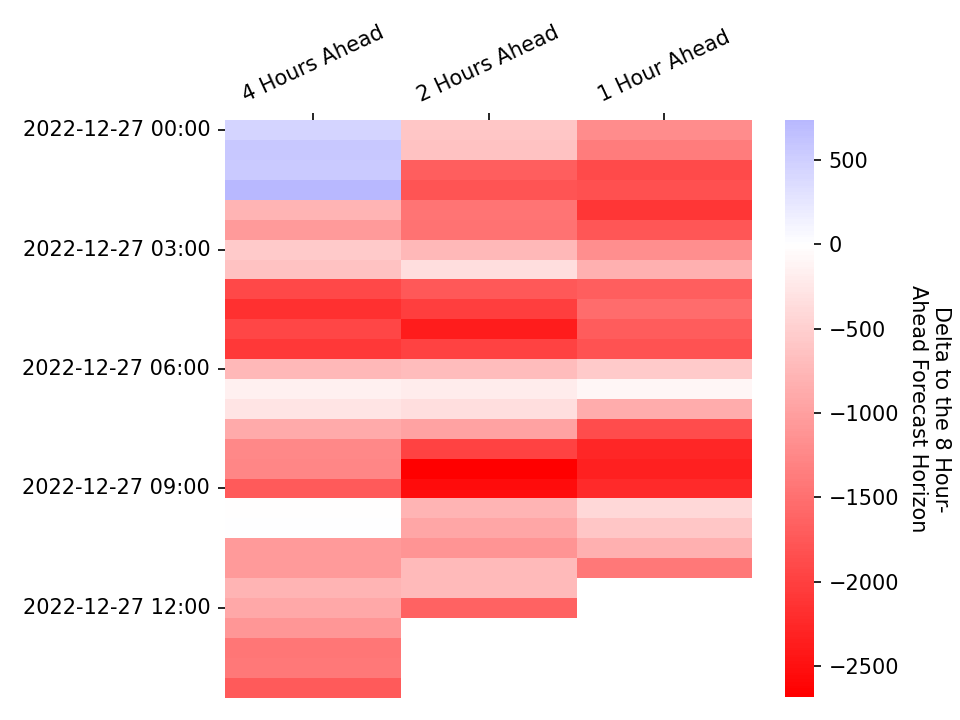 4 Hours Ahead
2 Hours Ahead
1 Hour Ahead
2022-12-27 00:00
2022-12-27 03:00
2022-12-27 06:00
2022-12-27 09:00
2022-12-27 12:00
500
0
−500
−1000
−1500
−2000
−2500
Delta to the 8 Hour-
Ahead Forecast Horizon